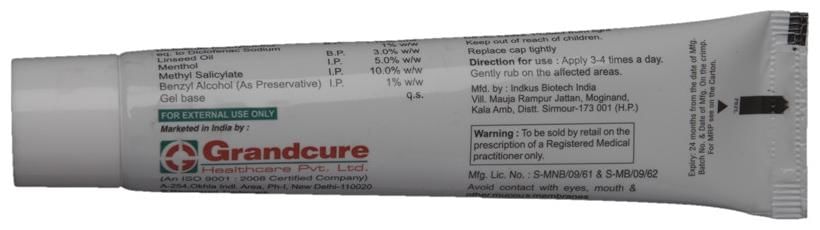 1% w/w
eq. to Diclofenac Sodium
Linseed Oil B.P. 3.0% w/w
Menthol I.P. 5.0% w/w
Methyl Salicylate I.P. 10.0% w/w
Benzyl Alcohol (As Preservative) I.P. 1% w/w
Gel base q.s.
FOR EXTERNAL USE ONLY
Marketed in India by :
Grandcure
Healthcare Pvt. Ltd.
(An ISO 9001 : 2008 Certified Company)
A-254, Okhla Indl. Area, Ph-I, New Delhi-110020
Keep out of reach of children.
Replace cap tightly
Direction for use : Apply 3-4 times a day.
Gently rub on the affected areas.
Mfd. by : Indkus Biotech India
Vill. Mauja Rampur Jattan, Moginand,
Kala Amb, Distt. Sirmour-173 001 (H.P.)
Warning : To be sold by retail on the
prescription of a Registered Medical
practitioner only.
Mfg. Lic. No. : S-MNB/09/61 & S-MB/09/62
Avoid contact with eyes, mouth &
other mucous membranes
Expiry: 24 months from the date of Mfg.
Batch No. & Date of Mfg. On the crimp.
For MRP see on the Carton.